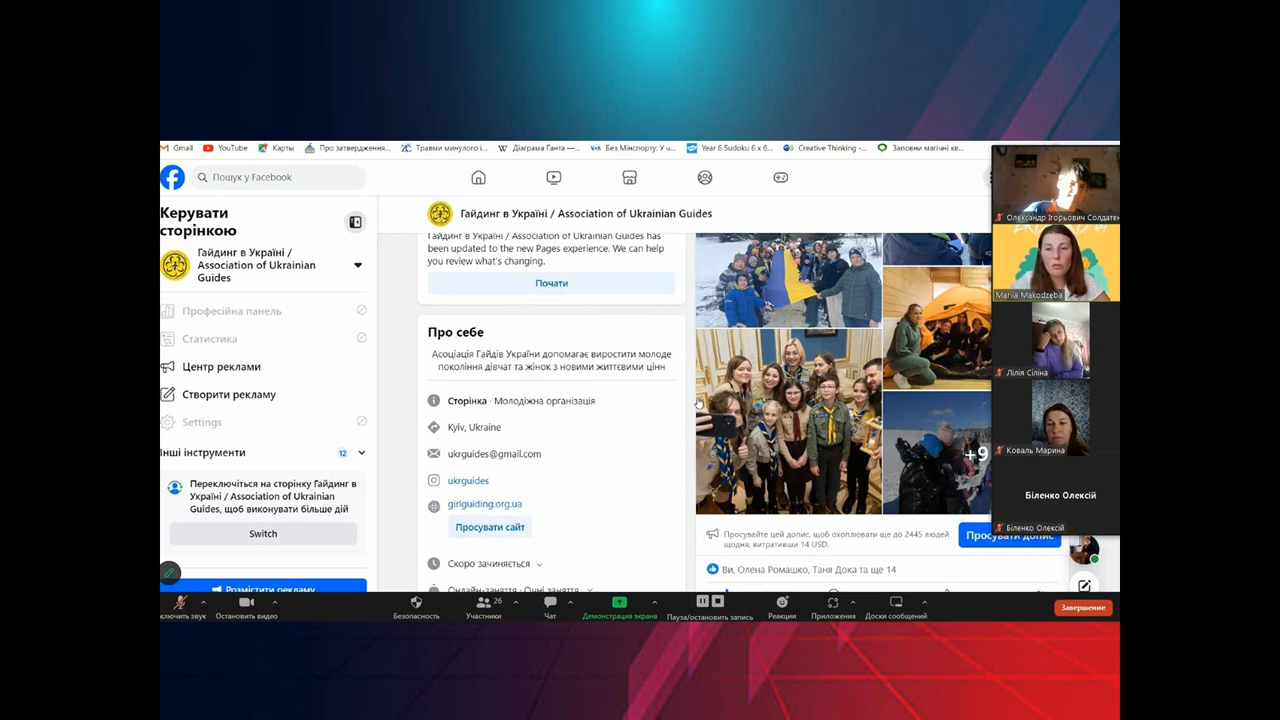 Gmail
YouTube
Карты
Про затвердження...
Травми минулого і...
Діаграма Ганта —...
Без Мінспорту: У ч...
Year 6 Sudoku 6 x 6...
Creative Thinking -...
Заповни магічні кв...
Пошук у Facebook
Керувати
сторінкою
Гайдинг в Україні /
Association of Ukrainian
Guides
Професійна панель
Статистика
Центр реклами
Створити рекламу
Settings
Інші інструменти
12
Переключіться на сторінку Гайдинг в
Україні / Association of Ukrainian
Guides, щоб виконувати більше дій
Switch
Розмістити рекламу
Гайдинг в Україні / Association of Ukrainian Guides
Гайдинг в Україні / Association of Ukrainian Guides has
been updated to the new Pages experience. We can help
you review what's changing.
Почати
Про себе
Асоціація Гайдів України допомагає виростити молоде
покоління дівчат та жінок з новими життєвими цінн
Сторінка · Молодіжна організація
Kyiv, Ukraine
ukrguides@gmail.com
ukrguides
girlguiding.org.ua
Просувати сайт
Скоро зачиняється
Онлайн-заняття · Очні заняття
+9
Просувайте цей допис, щоб охоплювати ще до 2445 людей
щодня, витративши 14 USD.
Просувати допис
Ви, Олена Ромашко, Таня Дока та ще 14
Олександр Ігорьович Солдатен
Mariia Makodzeba
Лілія Сіліна
Коваль Марина
Біленко Олексій
Біленко Олексій
ключить звук
Остановить видео
Безопасность
26
Участники
Чат
Демонстрация экрана
Пауза/остановить запись
Реакции
Приложения
Доски сообщений
Завершение